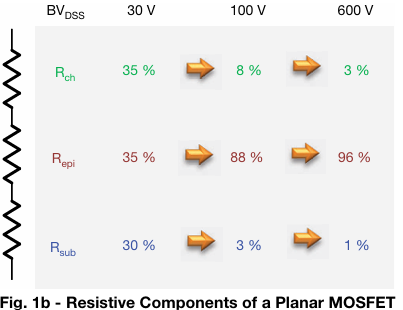 BVDSS 30 V 100 V 600 V
Rch 35 % 8 % 3 %
Repi 35 % 88 % 96 %
Rsub 30 % 3 % 1 %
Fig. 1b - Resistive Components of a Planar MOSFET